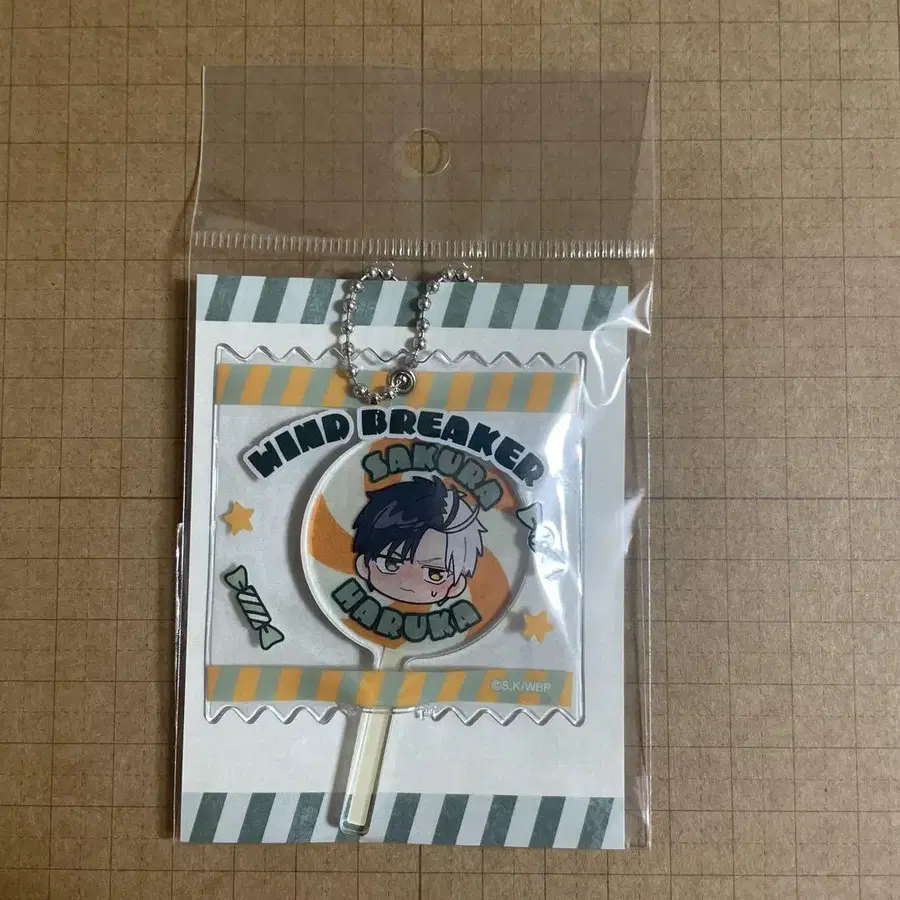 WIND BREAKER
SAKURA
HARUKA
©S,K/WBP